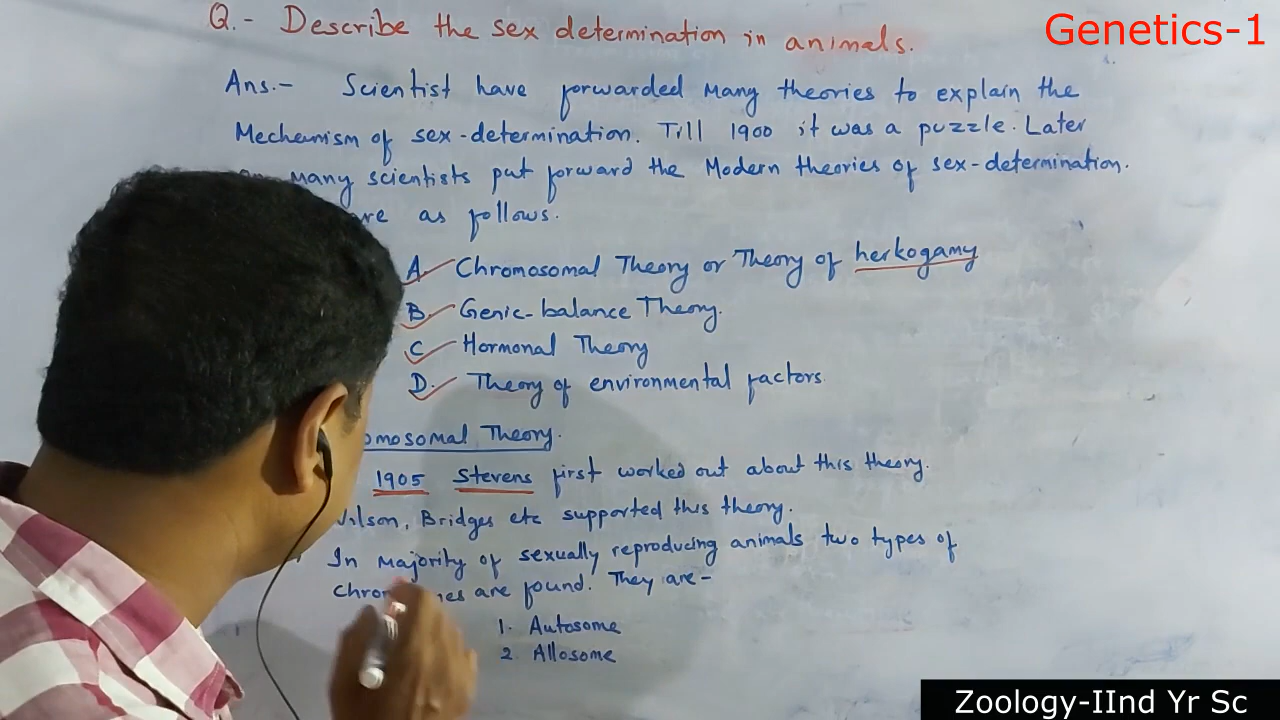 Q.- Describe the sex determination in animals.
Genetics-1
Ans.- Scientist have forwarded many theories to explain the
Mechanism of sex-determination. Till 1900 it was a puzzle. Later
many scientists put forward the Modern theories of sex-determination.
are as follows.
A. Chromosomal Theory or Theory of herkogamy
B. Genic-balance Theory.
C. Hormonal Theory
D. Theory of environmental factors.
omosomal Theory.
1905 Stevens first worked out about this theory.
Wilson, Bridges etc supported this theory.
In majority of sexually reproducing animals two types of
are found. They are-
1. Autosome
2. Allosome
Zoology-IInd Yr Sc